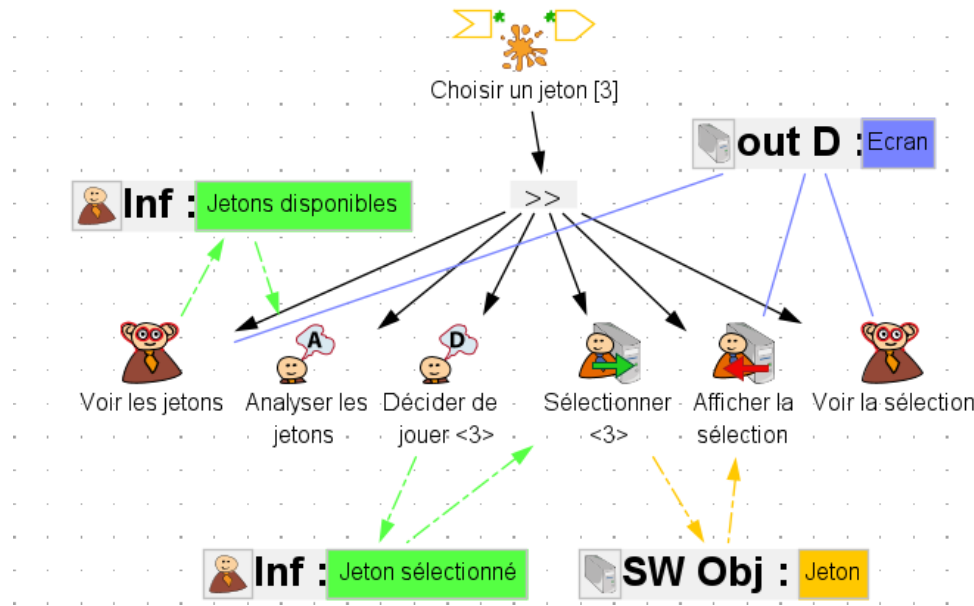 Choisir un jeton [3]
out D : Ecran
Inf : Jetons disponibles
>>
A
D
Voir les jetons
Analyser les
jetons
Décider de
jouer <3>
Sélectionner
<3>
Afficher la
sélection
Voir la sélection
Inf : Jeton sélectionné
SW Obj : Jeton